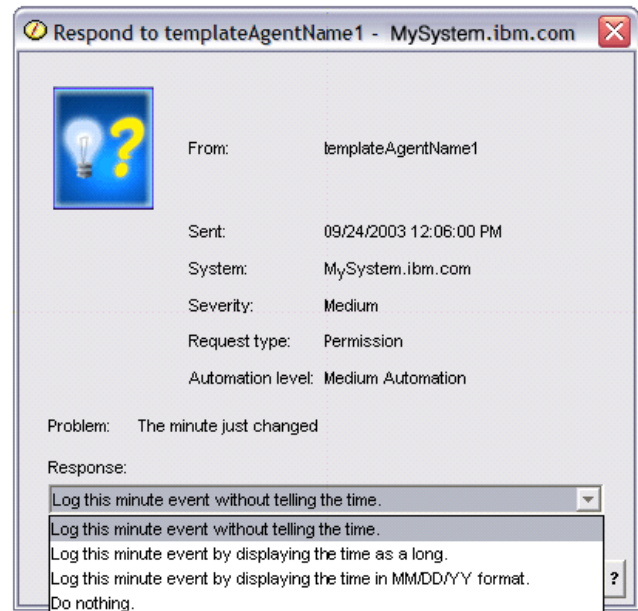 Respond to templateAgentName1 - MySystem.ibm.com
From: templateAgentName1
Sent: 09/24/2003 12:06:00 PM
System: MySystem.ibm.com
Severity: Medium
Request type: Permission
Automation level: Medium Automation
Problem: The minute just changed
Response:
Log this minute event without telling the time.
Log this minute event without telling the time.
Log this minute event by displaying the time as a long.
Log this minute event by displaying the time in MM/DD/YY format.
?
Do nothing.